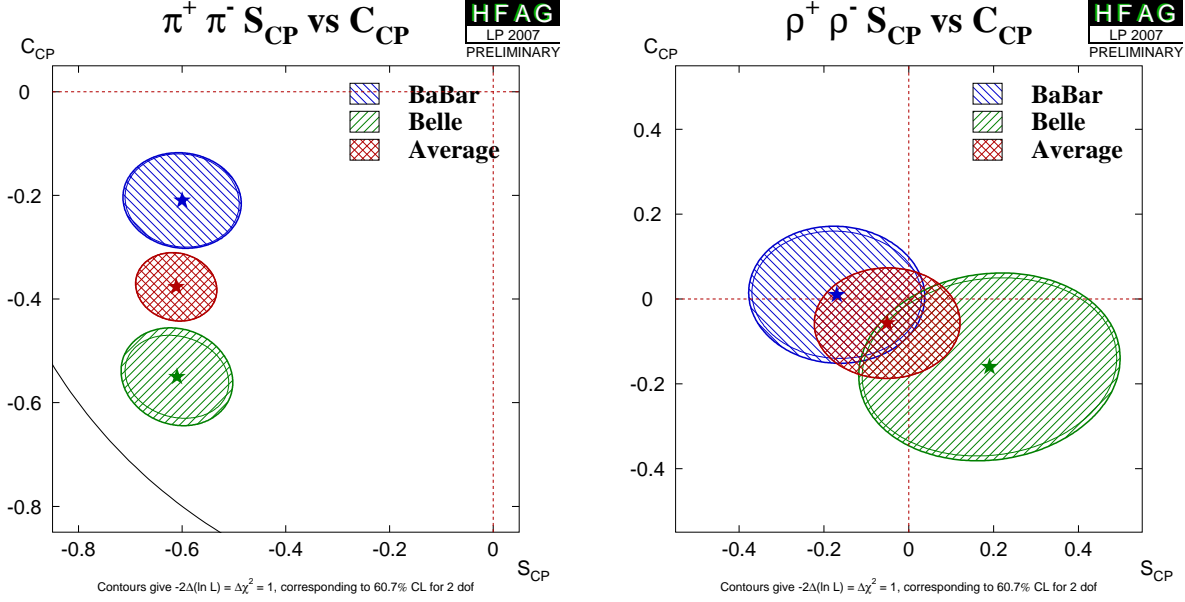 π+ π- SCP vs CCP
HFAG
LP 2007
PRELIMINARY
CCP
BaBar
Belle
Average
0
-0.2
-0.4
-0.6
-0.8
-0.8 -0.6 -0.4 -0.2 0
SCP
Contours give -2Δ(ln L) = Δχ2 = 1, corresponding to 60.7% CL for 2 dof
ρ+ ρ- SCP vs CCP
HFAG
LP 2007
PRELIMINARY
CCP
BaBar
Belle
Average
0.4
0.2
0
-0.2
-0.4
-0.4 -0.2 0 0.2 0.4
SCP
Contours give -2Δ(ln L) = Δχ2 = 1, corresponding to 60.7% CL for 2 dof